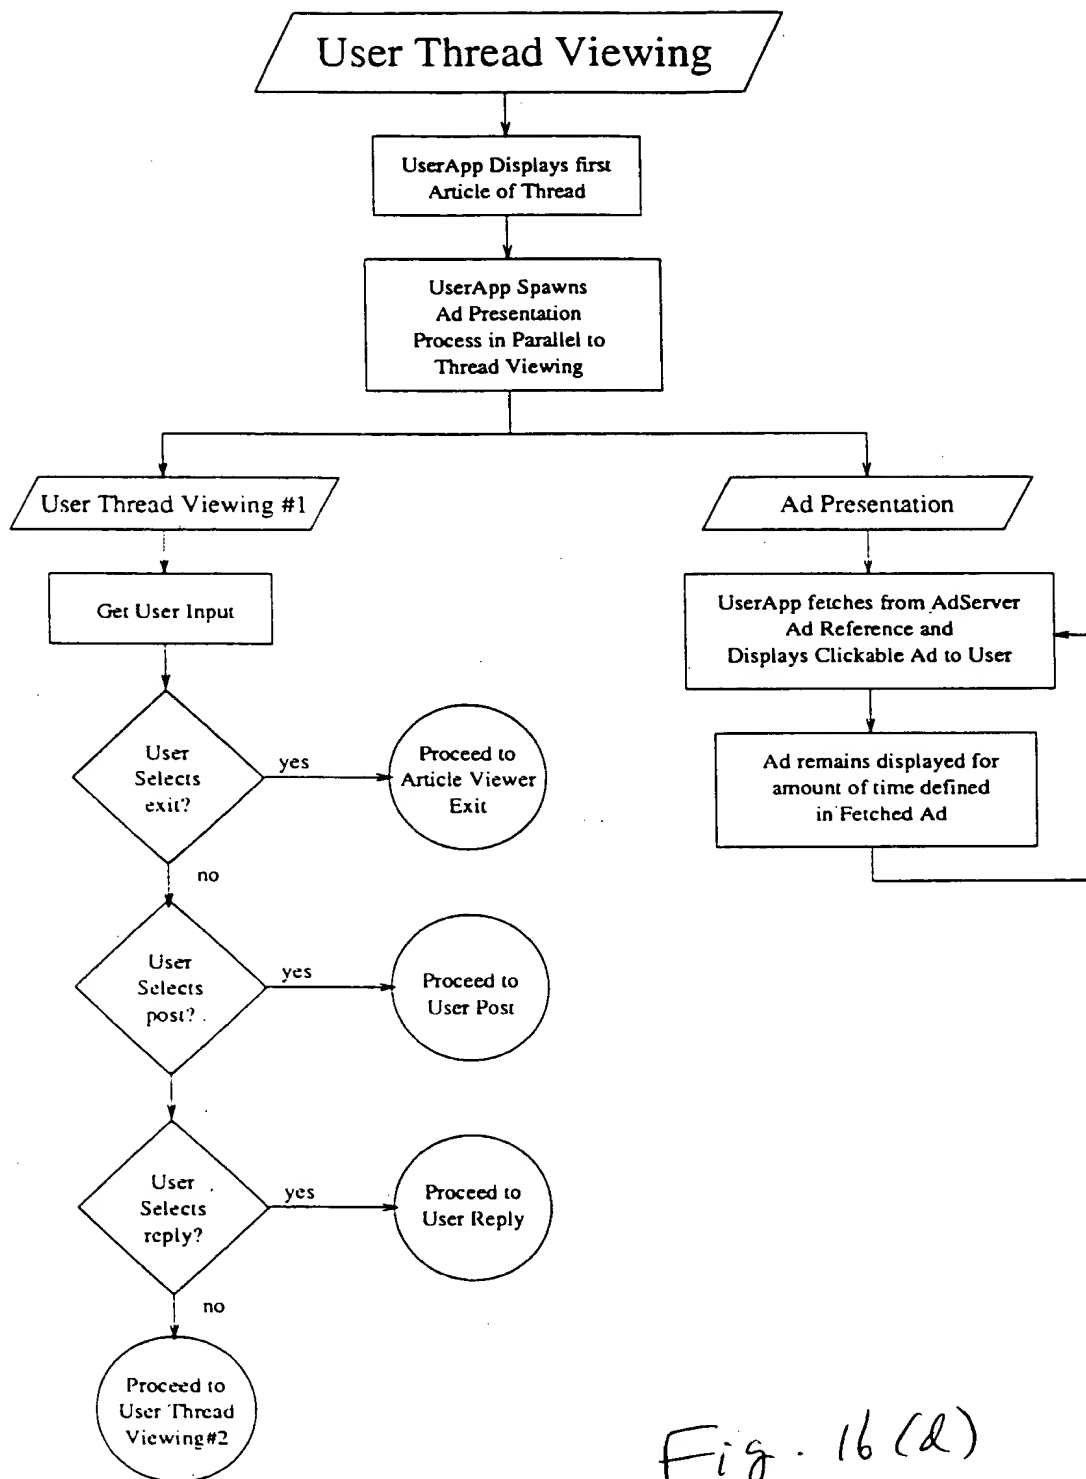 User Thread Viewing
UserApp Displays first
Article of Thread
UserApp Spawns
Ad Presentation
Process in Parallel to
Thread Viewing
User Thread Viewing #1
Get User Input
User
Selects
exit?
yes
Proceed to
Article Viewer
Exit
no
User
Selects
post?
yes
Proceed to
User Post
User
Selects
reply?
yes
Proceed to
User Reply
no
Proceed to
User Thread
Viewing#2
Ad Presentation
UserApp fetches from AdServer
Ad Reference and
Displays Clickable Ad to User
Ad remains displayed for
amount of time defined
in Fetched Ad
Fig. 16 (d)